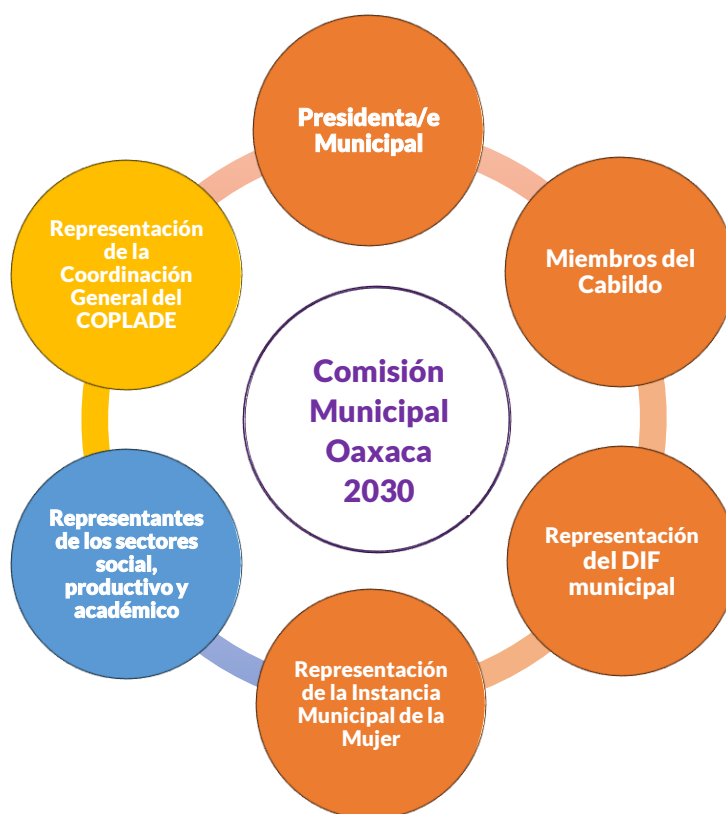 Presidenta/e
Municipal
Miembros del
Cabildo
Representación
del DIF
municipal
Representación
de la Instancia
Municipal de la
Mujer
Representantes
de los sectores
social,
productivo y
académico
Representación
de la
Coordinación
General del
COPLADE
Comisión
Municipal
Oaxaca
2030